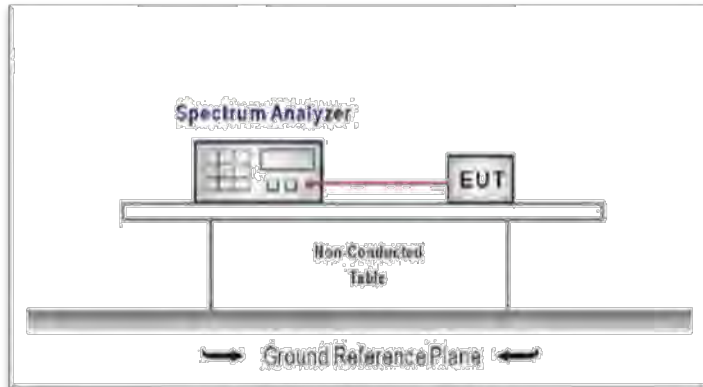 Spectrum Analyzer
EUT
Non-Conducted
Table
Ground Reference Plane